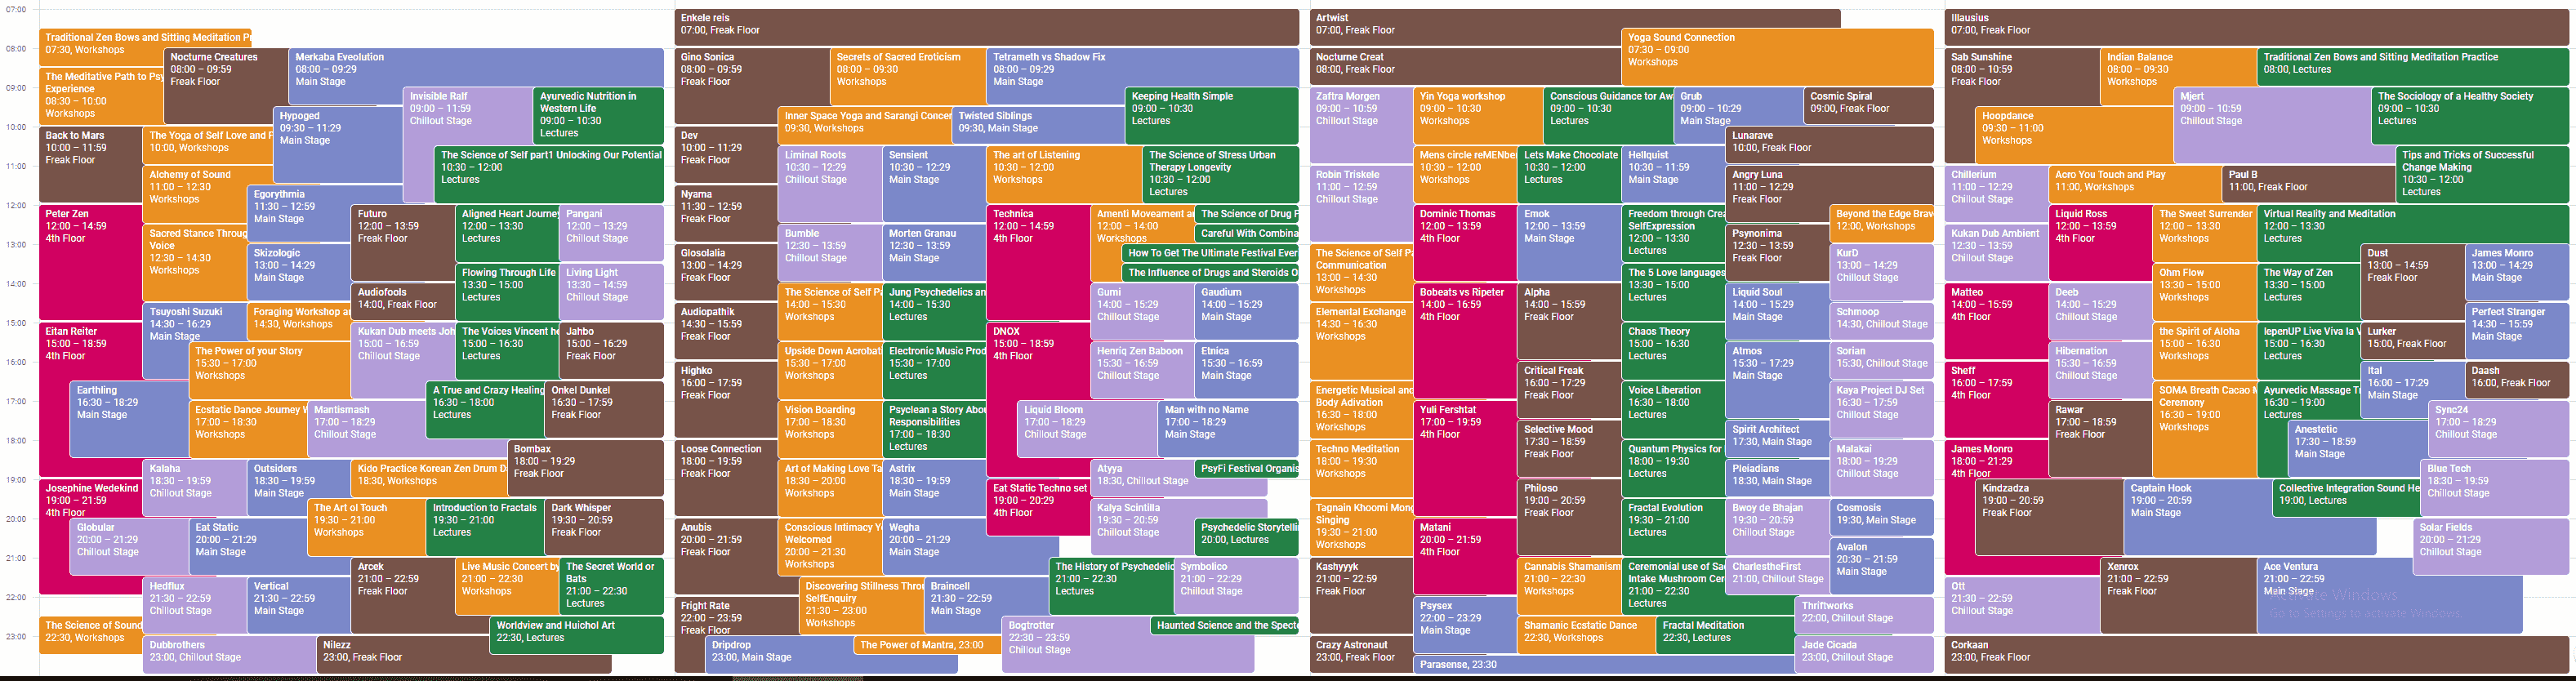 07:00
08:00
09:00
10:00
11:00
12:00
13:00
14:00
15:00
16:00
17:00
18:00
19:00
20:00
21:00
22:00
23:00
Traditional Zen Bows and Sitting Meditation P
07:30, Workshops
Nocturne Creatures
08:00 – 09:59
Freak Floor
Merkaba Eveolution
08:00 – 09:29
Main Stage
The Meditative Path to Psy
Experience
08:30 – 10:00
Workshops
Invisible Ralf
09:00 – 11:59
Chillout Stage
Ayurvedic Nutrition in
Western Life
09:00 – 10:30
Lectures
Hypoged
09:30 – 11:29
Main Stage
Back to Mars
10:00 – 11:59
Freak Floor
The Yoga of Self Love and F
10:00, Workshops
The Science of Self part1 Unlocking Our Potential
10:30 – 12:00
Lectures
Alchemy of Sound
11:00 – 12:30
Workshops
Egorythmia
11:30 – 12:59
Main Stage
Peter Zen
12:00 – 14:59
4th Floor
Futuro
12:00 – 13:59
Freak Floor
Aligned Heart Journey
12:00 – 13:30
Lectures
Pangani
12:00 – 13:29
Chillout Stage
Sacred Stance Throug
Voice
12:30 – 14:30
Workshops
Skizologic
13:00 – 14:29
Main Stage
Flowing Through Life
13:30 – 15:00
Lectures
Living Light
13:30 – 14:59
Chillout Stage
Audiofools
14:00, Freak Floor
Tsuyoshi Suzuki
14:30 – 16:29
Main Stage
Foraging Workshop a
14:30, Workshops
Eitan Reiter
15:00 – 18:59
4th Floor
Kukan Dub meets Joh
15:00 – 16:59
Chillout Stage
The Voices Vincent he
15:00 – 16:30
Lectures
Jahbo
15:00 – 16:29
Freak Floor
The Power of your Story
15:30 – 17:00
Workshops
Earthling
16:30 – 18:29
Main Stage
A True and Crazy Healing
16:30 – 18:00
Lectures
Onkel Dunkel
16:30 – 17:59
Freak Floor
Ecstatic Dance Journey W
17:00 – 18:30
Workshops
Mantismash
17:00 – 18:29
Chillout Stage
Bombax
18:00 – 19:29
Freak Floor
Kalaha
18:30 – 19:59
Chillout Stage
Outsiders
18:30 – 19:59
Main Stage
Kido Practice Korean Zen Drum D
18:30, Workshops
Josephine Wedekind
19:00 – 21:59
4th Floor
The Art of Touch
19:30 – 21:00
Workshops
Introduction to Fractals
19:30 – 21:00
Lectures
Dark Whisper
19:30 – 20:59
Freak Floor
Globular
20:00 – 21:29
Chillout Stage
Eat Static
20:00 – 21:29
Main Stage
Arcek
21:00 – 22:59
Freak Floor
Live Music Concert by
21:00 – 22:30
Workshops
The Secret World or
Bats
21:00 – 22:30
Lectures
Hedflux
21:30 – 22:59
Chillout Stage
Vertical
21:30 – 22:59
Main Stage
The Science of Sound
22:30, Workshops
Worldview and Huichol Art
22:30, Lectures
Dubbrothers
23:00, Chillout Stage
Nilezz
23:00, Freak Floor
Enkele reis
07:00, Freak Floor
Gino Sonica
08:00 – 09:59
Freak Floor
Secrets of Sacred Eroticism
08:00 – 09:30
Workshops
Tetrameth vs Shadow Fix
08:00 – 09:29
Main Stage
Keeping Health Simple
09:00 – 10:30
Lectures
Inner Space Yoga and Sarangi Concer
09:30, Workshops
Twisted Siblings
09:30, Main Stage
Dev
10:00 – 11:29
Freak Floor
Liminal Roots
10:30 – 12:29
Chillout Stage
Sensient
10:30 – 12:29
Main Stage
The art of Listening
10:30 – 12:00
Workshops
The Science of Stress Urban
Therapy Longevity
10:30 – 12:00
Lectures
Nyama
11:30 – 12:59
Freak Floor
Technica
12:00 – 14:59
4th Floor
Amenti Moveament a
12:00 – 14:00
Workshops
The Science of Drug P
Careful With Combina
Bumble
12:30 – 13:59
Chillout Stage
Morten Granau
12:30 – 13:59
Main Stage
Glosolalia
13:00 – 14:29
Freak Floor
How To Get The Ultimate Festival Exer
The Influence of Drugs and Steroids O
The Science of Self P
14:00 – 15:30
Workshops
Jung Psychedelics an
14:00 – 15:30
Lectures
Gumi
14:00 – 15:29
Chillout Stage
Gaudium
14:00 – 15:29
Main Stage
Audiopathik
14:30 – 15:59
Freak Floor
DNOX
15:00 – 18:59
4th Floor
Upside Down Acrobat
15:30 – 17:00
Workshops
Electronic Music Prod
15:30 – 17:00
Lectures
Henriq Zen Baboon
15:30 – 16:59
Chillout Stage
Etnica
15:30 – 16:59
Main Stage
Highko
16:00 – 17:59
Freak Floor
Vision Boarding
17:00 – 18:30
Workshops
Psyclean a Story Abou
Responsibilities
17:00 – 18:30
Lectures
Liquid Bloom
17:00 – 18:29
Chillout Stage
Man with no Name
17:00 – 18:29
Main Stage
Loose Connection
18:00 – 19:59
Freak Floor
Art of Making Love Ta
18:30 – 20:00
Workshops
Astrix
18:30 – 19:59
Main Stage
Atyya
18:30, Chillout Stage
PsyFi Festival Organis
Eat Static Techno set
19:00 – 20:29
4th Floor
Kalya Scintilla
19:30 – 20:59
Chillout Stage
Anubis
20:00 – 21:59
Freak Floor
Conscious Intimacy Y
Welcomed
20:00 – 21:30
Workshops
Wegha
20:00 – 21:29
Main Stage
Psychedelic Storytelli
20:00, Lectures
The History of Psychedelic
21:00 – 22:30
Lectures
Symbolico
21:00 – 22:29
Chillout Stage
Discovering Stillness Throu
SelfEnquiry
21:30 – 23:00
Workshops
Braincell
21:30 – 22:59
Main Stage
Fright Rate
22:00 – 23:59
Freak Floor
Bogtrotter
22:30 – 23:59
Chillout Stage
Haunted Science and the Specte
Dripdrop
23:00, Main Stage
The Power of Mantra, 23:00
Artwist
07:00, Freak Floor
Yoga Sound Connection
07:30 – 09:00
Workshops
Nocturne Creat
08:00, Freak Floor
Zaftra Morgen
09:00 – 10:59
Chillout Stage
Yin Yoga workshop
09:00 – 10:30
Workshops
Conscious Guidance tor Aw
09:00 – 10:30
Lectures
Grub
09:00 – 10:29
Main Stage
Cosmic Spiral
09:00, Freak Floor
Lunarave
10:00, Freak Floor
Mens circle reMENbe
10:30 – 12:00
Workshops
Lets Make Chocolate
10:30 – 12:00
Lectures
Hellquist
10:30 – 11:59
Main Stage
Robin Triskele
11:00 – 12:59
Chillout Stage
Angry Luna
11:00 – 12:29
Freak Floor
Dominic Thomas
12:00 – 13:59
4th Floor
Emok
12:00 – 13:59
Main Stage
Freedom through Crea
SelfExpression
12:00 – 13:30
Lectures
Beyond the Edge Brav
12:00, Workshops
Psynonima
12:30 – 13:59
Freak Floor
The Science of Self Pa
Communication
13:00 – 14:30
Workshops
KurD
13:00 – 14:29
Chillout Stage
The 5 Love languages
13:30 – 15:00
Lectures
Bobeats vs Ripeter
14:00 – 16:59
4th Floor
Alpha
14:00 – 15:59
Freak Floor
Liquid Soul
14:00 – 15:29
Main Stage
Elemental Exchange
14:30 – 16:30
Workshops
Schmoop
14:30, Chillout Stage
Chaos Theory
15:00 – 16:30
Lectures
Atmos
15:30 – 17:29
Main Stage
Sorian
15:30, Chillout Stage
Critical Freak
16:00 – 17:29
Freak Floor
Energetic Musical and
Body Adivation
16:30 – 18:00
Workshops
Voice Liberation
16:30 – 18:00
Lectures
Kaya Project DJ Set
16:30 – 17:59
Chillout Stage
Yuli Fershtat
17:00 – 19:59
4th Floor
Selective Mood
17:30 – 18:59
Freak Floor
Spirit Architect
17:30, Main Stage
Techno Meditation
18:00 – 19:30
Workshops
Quantum Physics for
18:00 – 19:30
Lectures
Malakai
18:00 – 19:29
Chillout Stage
Pleiadians
18:30, Main Stage
Philoso
19:00 – 20:59
Freak Floor
Tagnain Khoomi Mong
Singing
19:30 – 21:00
Workshops
Fractal Evolution
19:30 – 21:00
Lectures
Bwoy de Bhajan
19:30 – 20:59
Chillout Stage
Cosmosis
19:30, Main Stage
Matani
20:00 – 21:59
4th Floor
Avalon
20:30 – 21:59
Main Stage
Kashyyyk
21:00 – 22:59
Freak Floor
Cannabis Shamanism
21:00 – 22:30
Workshops
Ceremonial use of Sac
Intake Mushroom Cer
21:00 – 22:30
Lectures
CharlestheFirst
21:00, Chillout Stage
Psysex
22:00 – 23:29
Main Stage
Thriftworks
22:00, Chillout Stage
Shamanic Ecstatic Dance
22:30, Workshops
Fractal Meditation
22:30, Lectures
Crazy Astronaut
23:00, Freak Floor
Jade Cicada
23:00, Chillout Stage
Parasense, 23:30
Illausius
07:00, Freak Floor
Sab Sunshine
08:00 – 10:59
Freak Floor
Indian Balance
08:00 – 09:30
Workshops
Traditional Zen Bows and Sitting Meditation Practice
08:00, Lectures
Mjert
09:00 – 10:59
Chillout Stage
The Sociology of a Healthy Society
09:00 – 10:30
Lectures
Hoopdance
09:30 – 11:00
Workshops
Tips and Tricks of Successful
Change Making
10:30 – 12:00
Lectures
Chillerium
11:00 – 12:29
Chillout Stage
Acro You Touch and Play
11:00, Workshops
Paul B
11:00, Freak Floor
Liquid Ross
12:00 – 13:59
4th Floor
The Sweet Surrender
12:00 – 13:30
Workshops
Virtual Reality and Meditation
12:00 – 13:30
Lectures
Kukan Dub Ambient
12:30 – 13:59
Chillout Stage
Dust
13:00 – 14:59
Freak Floor
James Monro
13:00 – 14:29
Main Stage
Ohm Flow
13:30 – 15:00
Workshops
The Way of Zen
13:30 – 15:00
Lectures
Matteo
14:00 – 15:59
4th Floor
Deeb
14:00 – 15:29
Chillout Stage
Perfect Stranger
14:30 – 15:59
Main Stage
the Spirit of Aloha
15:00 – 16:30
Workshops
IepenUP Live Viva la V
15:00 – 16:30
Lectures
Lurker
15:00, Freak Floor
Hibernation
15:30 – 16:59
Chillout Stage
Sheff
16:00 – 17:59
4th Floor
Ital
16:00 – 17:29
Main Stage
Daash
16:00, Freak Floor
SOMA Breath Cacao M
Ceremony
16:30 – 19:00
Workshops
Ayurvedic Massage T
16:30 – 19:00
Lectures
Rawar
17:00 – 18:59
Freak Floor
Sync24
17:00 – 18:29
Chillout Stage
Anestetic
17:30 – 18:59
Main Stage
James Monro
18:00 – 21:29
4th Floor
Blue Tech
18:30 – 19:59
Chillout Stage
Kindzadza
19:00 – 20:59
Freak Floor
Captain Hook
19:00 – 20:59
Main Stage
Collective Integration Sound He
19:00, Lectures
Solar Fields
20:00 – 21:29
Chillout Stage
Xenrox
21:00 – 22:59
Freak Floor
Ace Ventura
21:00 – 22:59
Main Stage
Ott
21:30 – 22:59
Chillout Stage
Corkaan
23:00, Freak Floor
Activate Windows
Go to Settings to activate Windows.